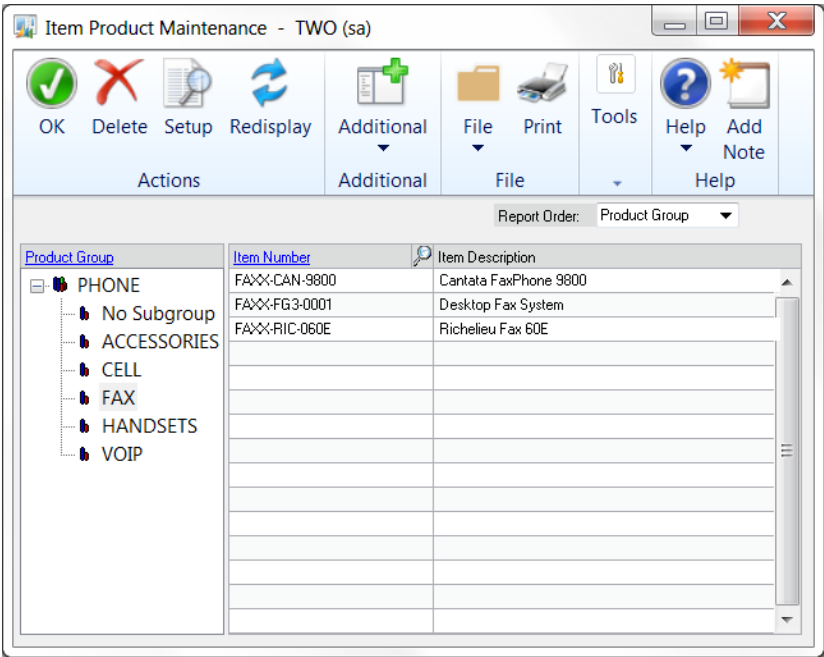 Item Product Maintenance - TWO (sa)
OK Delete Setup Redisplay Additional File Print Tools Help Add Note
Actions Additional File Help
Report Order: Product Group
Product Group Item Number Item Description
PHONE
No Subgroup
ACCESSORIES
CELL
FAX
HANDSETS
VOIP
FAXX-CAN-9800 Cantata FaxPhone 9800
FAXX-FG3-0001 Desktop Fax System
FAXX-RIC-060E Richelieu Fax 60E